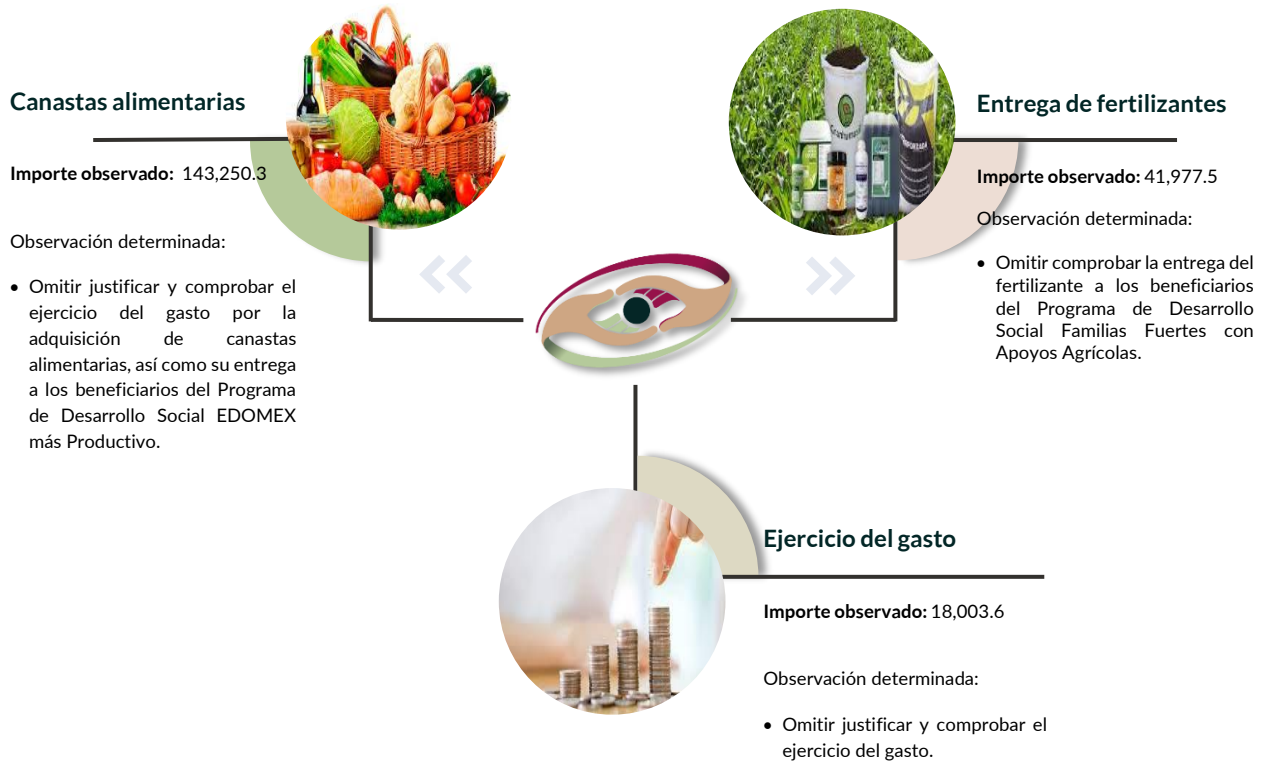 Canastas alimentarias
Importe observado: 143,250.3
Observación determinada:
• Omitir justificar y comprobar el
ejercicio del gasto por la
adquisición de canastas
alimentarias, así como su entrega
a los beneficiarios del Programa
de Desarrollo Social EDOMEX
más Productivo.
Entrega de fertilizantes
Importe observado: 41,977.5
Observación determinada:
• Omitir comprobar la entrega del
fertilizante a los beneficiarios
del Programa de Desarrollo
Social Familias Fuertes con
Apoyos Agrícolas.
Ejercicio del gasto
Importe observado: 18,003.6
Observación determinada:
• Omitir justificar y comprobar el
ejercicio del gasto.